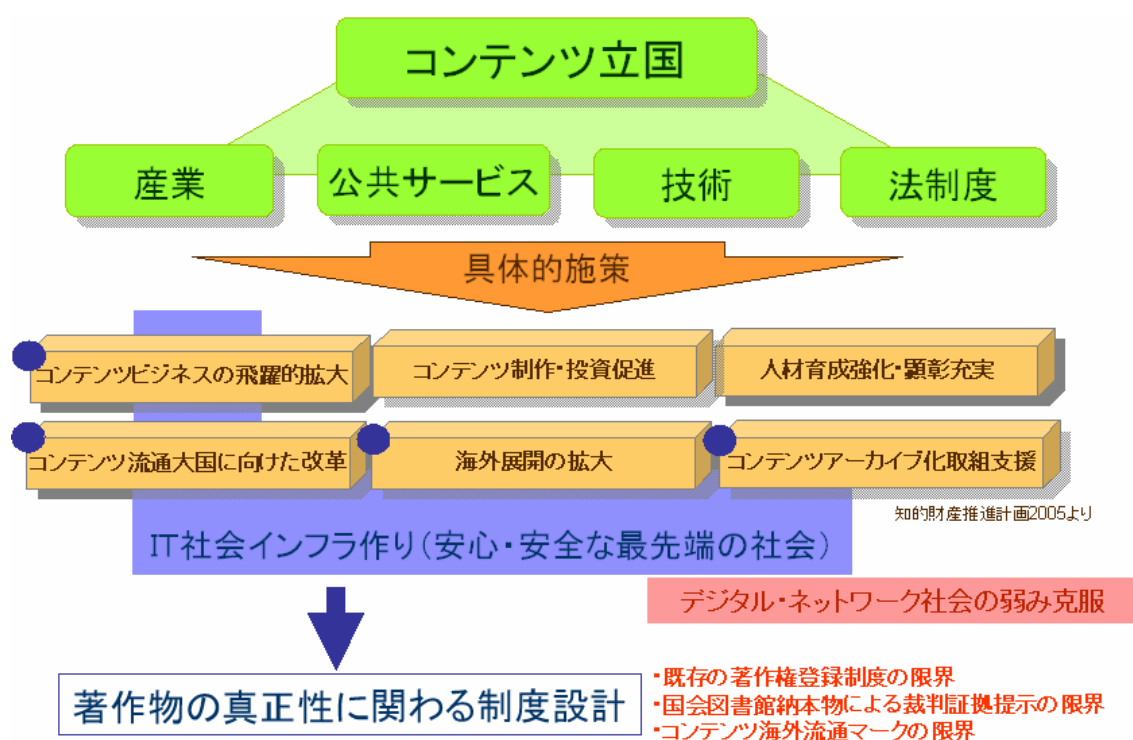 コンテンツ立国
産業
公共サービス
技術
法制度
具体的施策
コンテンツビジネスの飛躍的拡大
コンテンツ制作・投資促進
人材育成強化・顕彰充実
コンテンツ流通大国に向けた改革
海外展開の拡大
コンテンツアーカイブ化取組支援
知的財産推進計画2005より
IT社会インフラ作り（安心・安全な最先端の社会）
デジタル・ネットワーク社会の弱み克服
著作物の真正性に関わる制度設計
・既存の著作権登録制度の限界
・国会図書館納本物による裁判証拠提示の限界
・コンテンツ海外流通マークの限界